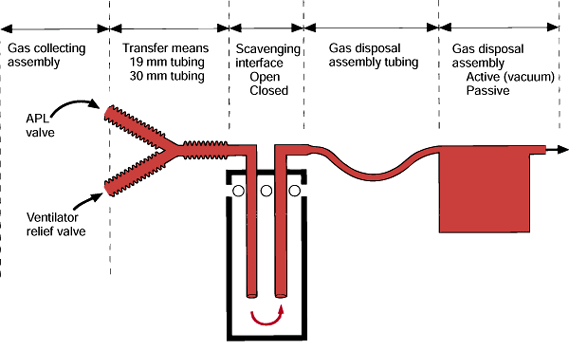 Gas collecting
assembly
Transfer means
19 mm tubing
30 mm tubing
Scavenging
interface
Open
Closed
Gas disposal
assembly tubing
Gas disposal
assembly
Active (vacuum)
Passive
APL
valve
Ventilator
relief valve